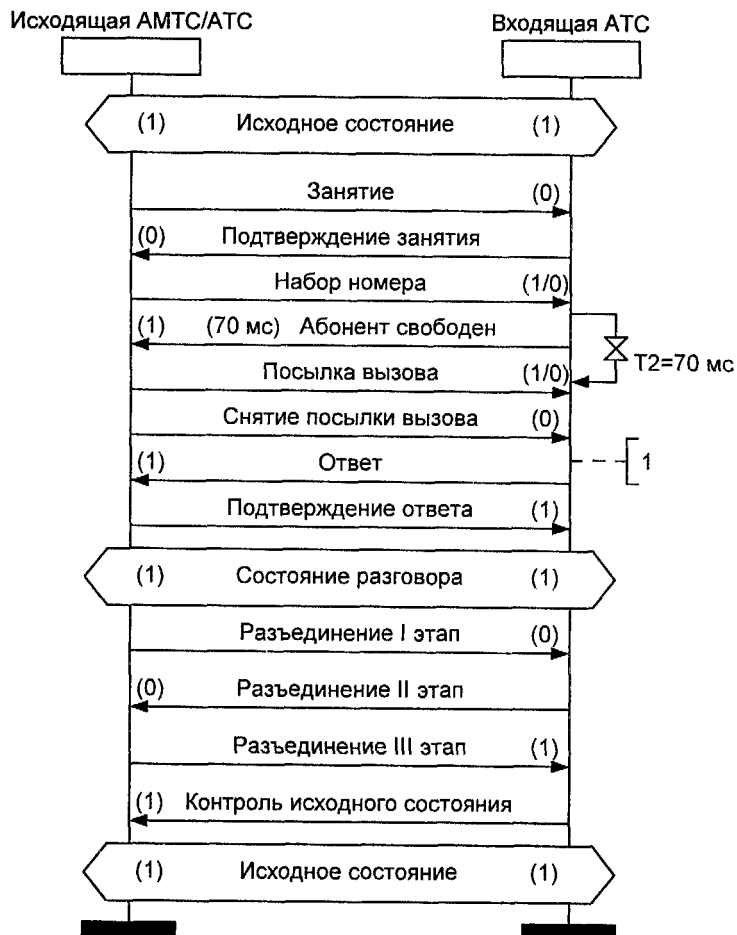 Исходящая АМТС/АТС Входящая АТС
(1) Исходное состояние (1)
Занятие (0)
(0) Подтверждение занятия
Набор номера (1/0)
(1) (70 мс) Абонент свободен
T2=70 мс
Посылка вызова (1/0)
Снятие посылки вызова (0)
(1) Ответ 1
Подтверждение ответа (1)
(1) Состояние разговора (1)
Разъединение I этап (0)
(0) Разъединение II этап
Разъединение III этап (1)
(1) Контроль исходного состояния
(1) Исходное состояние (1)